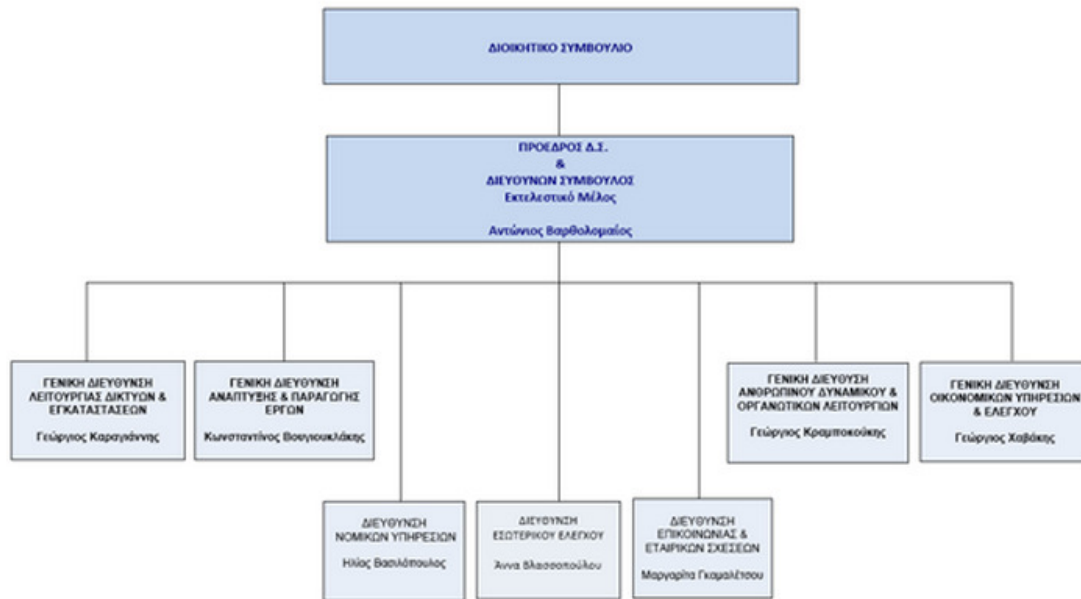 ΔΙΟΙΚΗΤΙΚΟ ΣΥΜΒΟΥΛΙΟ
ΠΡΟΕΔΡΟΣ Δ.Σ.
&
ΔΙΕΥΘΥΝΩΝ ΣΥΜΒΟΥΛΟΣ
Εκτελεστικό Μέλος
Αντώνιος Βαρθολομαίος
ΓΕΝΙΚΗ ΔΙΕΥΘΥΝΣΗ
ΛΕΙΤΟΥΡΓΙΑΣ ΔΙΚΤΥΩΝ &
ΕΓΚΑΤΑΣΤΑΣΕΩΝ
Γεώργιος Καραγιάννης
ΓΕΝΙΚΗ ΔΙΕΥΘΥΝΣΗ
ΑΝΑΠΤΥΞΗΣ & ΠΑΡΑΓΩΓΗΣ
ΕΡΓΩΝ
Κωνσταντίνος Βουγιουκλάκης
ΓΕΝΙΚΗ ΔΙΕΥΘΥΣΗ
ΑΝΘΡΩΠΙΝΟΥ ΔΥΝΑΜΙΚΟΥ &
ΟΡΓΑΝΩΤΙΚΩΝ ΛΕΙΤΟΥΡΓΙΩΝ
Γεώργιος Κραμποκούκης
ΓΕΝΙΚΗ ΔΙΕΥΘΥΝΣΗ
ΟΙΚΟΝΟΜΙΚΩΝ ΥΠΗΡΕΣΙΩΝ
& ΕΛΕΓΧΟΥ
Γεώργιος Χαβάκης
ΔΙΕΥΘΥΝΣΗ
ΝΟΜΙΚΩΝ ΥΠΗΡΕΣΙΩΝ
Ηλίας Βασιλόπουλος
ΔΙΕΥΘΥΝΣΗ
ΕΣΩΤΕΡΙΚΟΥ ΕΛΕΓΧΟΥ
Άννα Βλασσοπούλου
ΔΙΕΥΘΥΝΣΗ
ΕΠΙΚΟΙΝΩΝΙΑΣ &
ΕΤΑΙΡΙΚΩΝ ΣΧΕΣΕΩΝ
Μαργαρίτα Γκαμαλέτσου